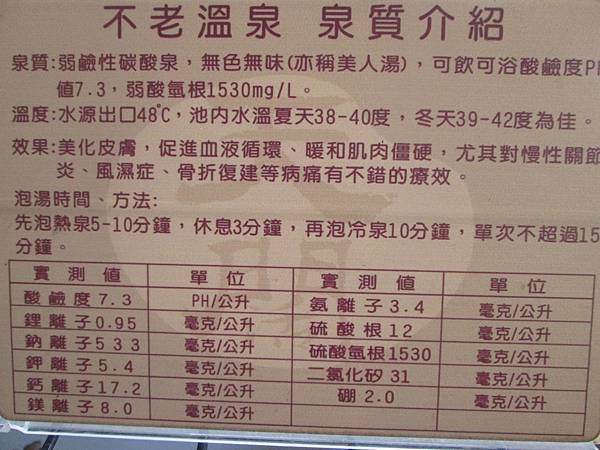 不老溫泉 泉質介紹
泉質:弱鹼性碳酸泉,無色無味(亦稱美人湯),可飲可浴酸鹼度P
值7.3,弱酸氫根1530mg/L。
溫度:水源出口48℃,池內水溫夏天38-40度,冬天39-42度為佳。
效果:美化皮膚,促進血液循環、暖和肌肉僵硬,尤其對慢性關節
炎、風濕症、骨折復建等病痛有不錯的療效。
泡湯時間、方法:
先泡熱泉5-10分鐘,休息3分鐘,再泡冷泉10分鐘,單次不超過15
分鐘。
實測值 單位 實測值 單位
酸鹼度7.3 PH/公升 氨離子3.4 毫克/公升
鋰離子0.95 毫克/公升 硫酸根12 毫克/公升
鈉離子533 毫克/公升 硫酸氫根1530 毫克/公升
鉀離子5.4 毫克/公升 二氯化矽31 毫克/公升
鈣離子17.2 毫克/公升 硼2.0 毫克/公升
鎂離子8.0 毫克/公升